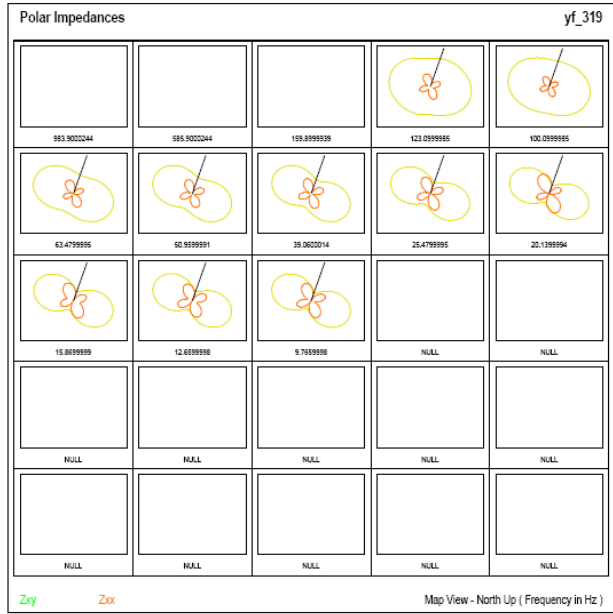 Polar Impedances yf_319
983.9000244 585.9000244 159.8999939 123.0999985 100.0999985
63.4799995 50.9599991 39.0600014 25.4799995 20.1399994
15.8699999 12.6599998 9.7659998 NULL NULL
NULL NULL NULL NULL NULL
NULL NULL NULL NULL NULL
Zxy Zxx Map View - North Up ( Frequency in Hz )